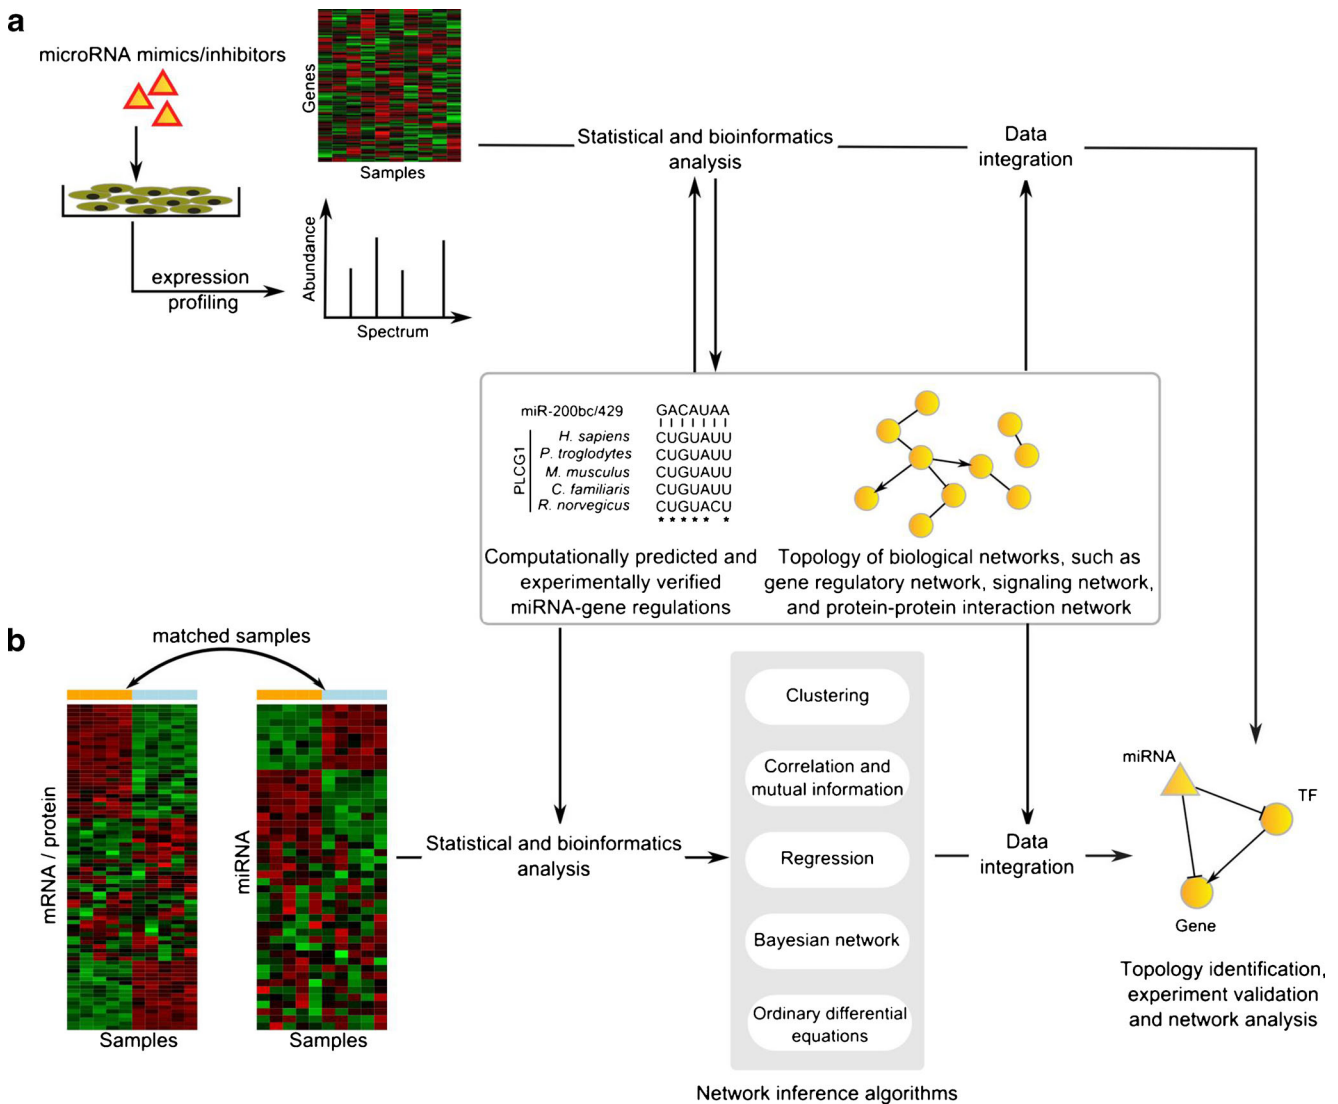 a
microRNA mimics/inhibitors
Genes
Samples
expression
profiling
Abundance
Spectrum
Statistical and bioinformatics
analysis
Data
integration
miR-200bc/429 GACAUAA
PLCG1
H. sapiens CUGUAUU
P. troglodytes CUGUAUU
M. musculus CUGUAUU
C. familiaris CUGUAUU
R. norvegicus CUGUACU
***** *
Computationally predicted and
experimentally verified
miRNA-gene regulations
Topology of biological networks, such as
gene regulatory network, signaling network,
and protein-protein interaction network
b
matched samples
mRNA / protein
Samples
miRNA
Samples
Statistical and bioinformatics
analysis
Clustering
Correlation and
mutual information
Regression
Bayesian network
Ordinary differential
equations
Network inference algorithms
Data
integration
miRNA
TF
Gene
Topology identification,
experiment validation
and network analysis